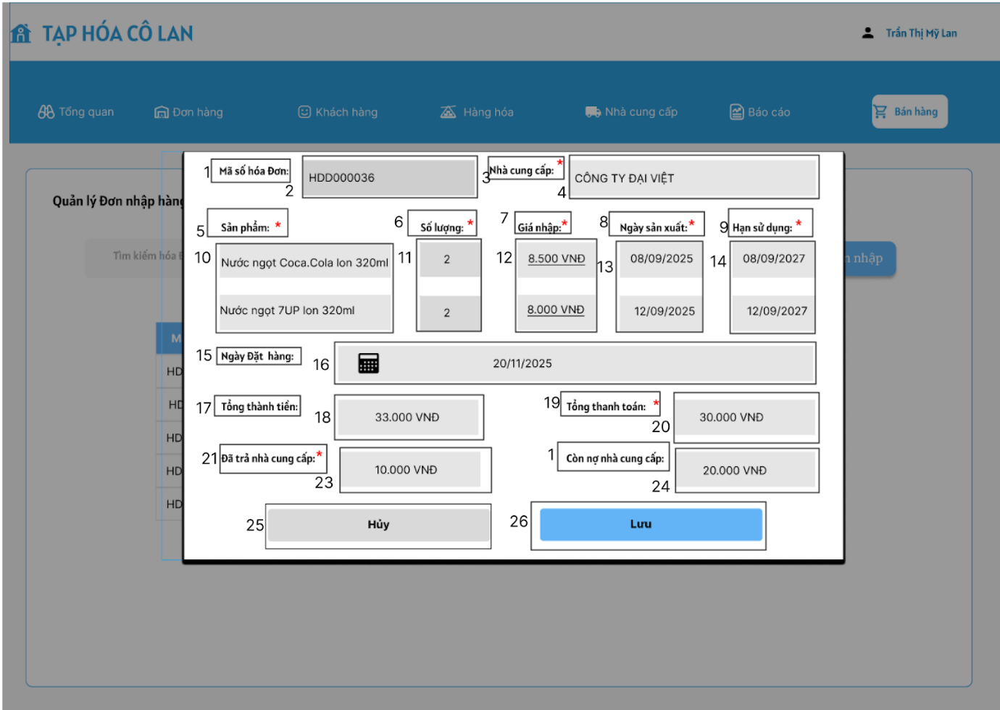 TẠP HÓA CÔ LAN
Trần Thị Mỹ Lan
Tổng quan
Đơn hàng
Khách hàng
Hàng hóa
Nhà cung cấp
Báo cáo
Bán hàng
Quản lý Đơn nhập hàng
Tìm kiếm hóa
nhập
M
HD
HD
HD
HD
HD
1 Mã số hóa Đơn:
2 HDD000036
3 Nhà cung cấp: *
4 CÔNG TY ĐẠI VIỆT
5 Sản phẩm: *
6 Số lượng: *
7 Giá nhập: *
8 Ngày sản xuất: *
9 Hạn sử dụng: *
10 Nước ngọt Coca.Cola lon 320ml
11 2
12 8.500 VNĐ
13 08/09/2025
14 08/09/2027
Nước ngọt 7UP lon 320ml
2
8.000 VNĐ
12/09/2025
12/09/2027
15 Ngày Đặt hàng:
16 20/11/2025
17 Tổng thành tiền:
18 33.000 VNĐ
19 Tổng thanh toán: *
20 30.000 VNĐ
21 Đã trả nhà cung cấp: *
23 10.000 VNĐ
1 Còn nợ nhà cung cấp:
24 20.000 VNĐ
25 Hủy
26 Lưu